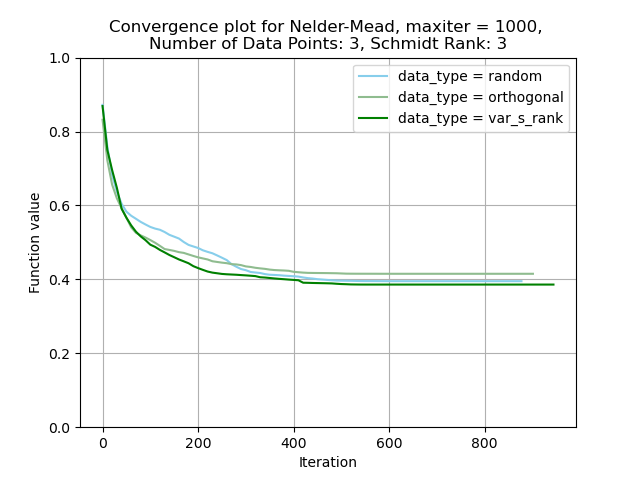 Convergence plot for Nelder-Mead, maxiter = 1000,
Number of Data Points: 3, Schmidt Rank: 3
data_type = random
data_type = orthogonal
data_type = var_s_rank
Function value
1.0
0.8
0.6
0.4
0.2
0.0
0 200 400 600 800
Iteration